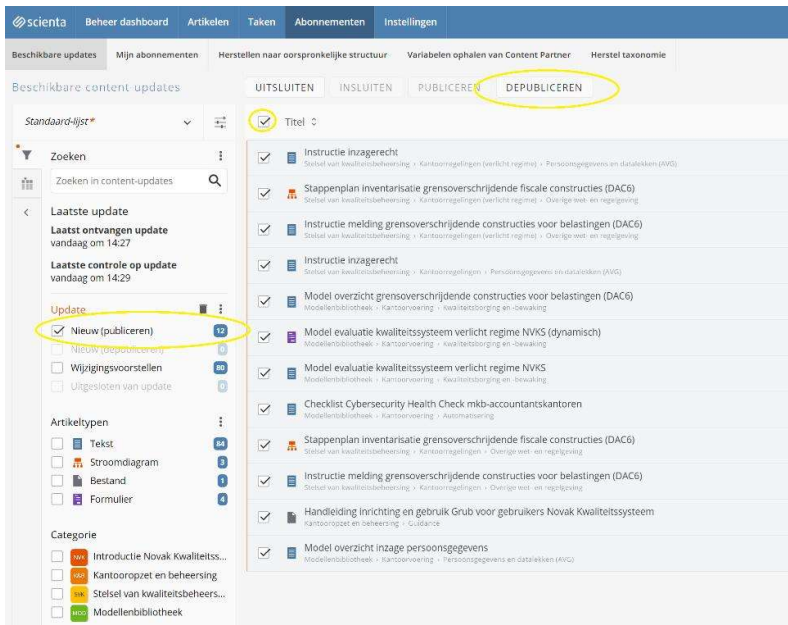 scienta Beheer dashboard Artikelen Taken Abonnementen Instellingen
Beschikbare updates Mijn abonnementen Herstellen naar oorspronkelijke structuur Variabelen ophalen van Content Partner Herstel taxonomie
Beschikbare content-updates UITSLUITEN INSLUITEN PUBLICEREN DEPUBLICEREN
Standaard-lijst*
Titel
Zoeken
Zoeken in content-updates
Laatste update
Laatst ontvangen update
vandaag om 14:27
Laatste controle op update
vandaag om 14:29
Update
Nieuw (publiceren) 12
Nieuw (depubliceren) 0
Wijzigingsvoorstellen 80
Uitgesloten van update 0
Artikeltypen
Tekst 84
Stroomdiagram 3
Bestand 1
Formulier 4
Categorie
NVK Introductie Novak Kwaliteitss...
K&B Kantooropzet en beheersing
SvK Stelsel van kwaliteitsbeheers...
MOD Modellenbibliotheek
Instructie inzagerecht
Stelsel van kwaliteitsbeheersing › Kantoorregelingen (verlicht regime) › Persoonsgegevens en datalekken (AVG)
Stappenplan inventarisatie grensoverschrijdende fiscale constructies (DAC6)
Stelsel van kwaliteitsbeheersing › Kantoorregelingen (verlicht regime) › Overige wet- en regelgeving
Instructie melding grensoverschrijdende constructies voor belastingen (DAC6)
Stelsel van kwaliteitsbeheersing › Kantoorregelingen (verlicht regime) › Overige wet- en regelgeving
Instructie inzagerecht
Stelsel van kwaliteitsbeheersing › Kantoorregelingen › Persoonsgegevens en datalekken (AVG)
Model overzicht grensoverschrijdende constructies voor belastingen (DAC6)
Modellenbibliotheek › Kantoorvoering › Kwaliteitsborging en -bewaking
Model evaluatie kwaliteitssysteem verlicht regime NVKS (dynamisch)
Modellenbibliotheek › Kantoorvoering › Kwaliteitsborging en -bewaking
Model evaluatie kwaliteitssysteem verlicht regime NVKS
Modellenbibliotheek › Kantoorvoering › Kwaliteitsborging en -bewaking
Checklist Cybersecurity Health Check mkb-accountantskantoren
Modellenbibliotheek › Kantoorvoering › Automatisering
Stappenplan inventarisatie grensoverschrijdende fiscale constructies (DAC6)
Stelsel van kwaliteitsbeheersing › Kantoorregelingen › Overige wet- en regelgeving
Instructie melding grensoverschrijdende constructies voor belastingen (DAC6)
Stelsel van kwaliteitsbeheersing › Kantoorregelingen › Overige wet- en regelgeving
Handleiding inrichting en gebruik Grub voor gebruikers Novak Kwaliteitssysteem
Kantooropzet en beheersing › Guidance
Model overzicht inzage persoonsgegevens
Modellenbibliotheek › Kantoorvoering › Persoonsgegevens en datalekken (AVG)